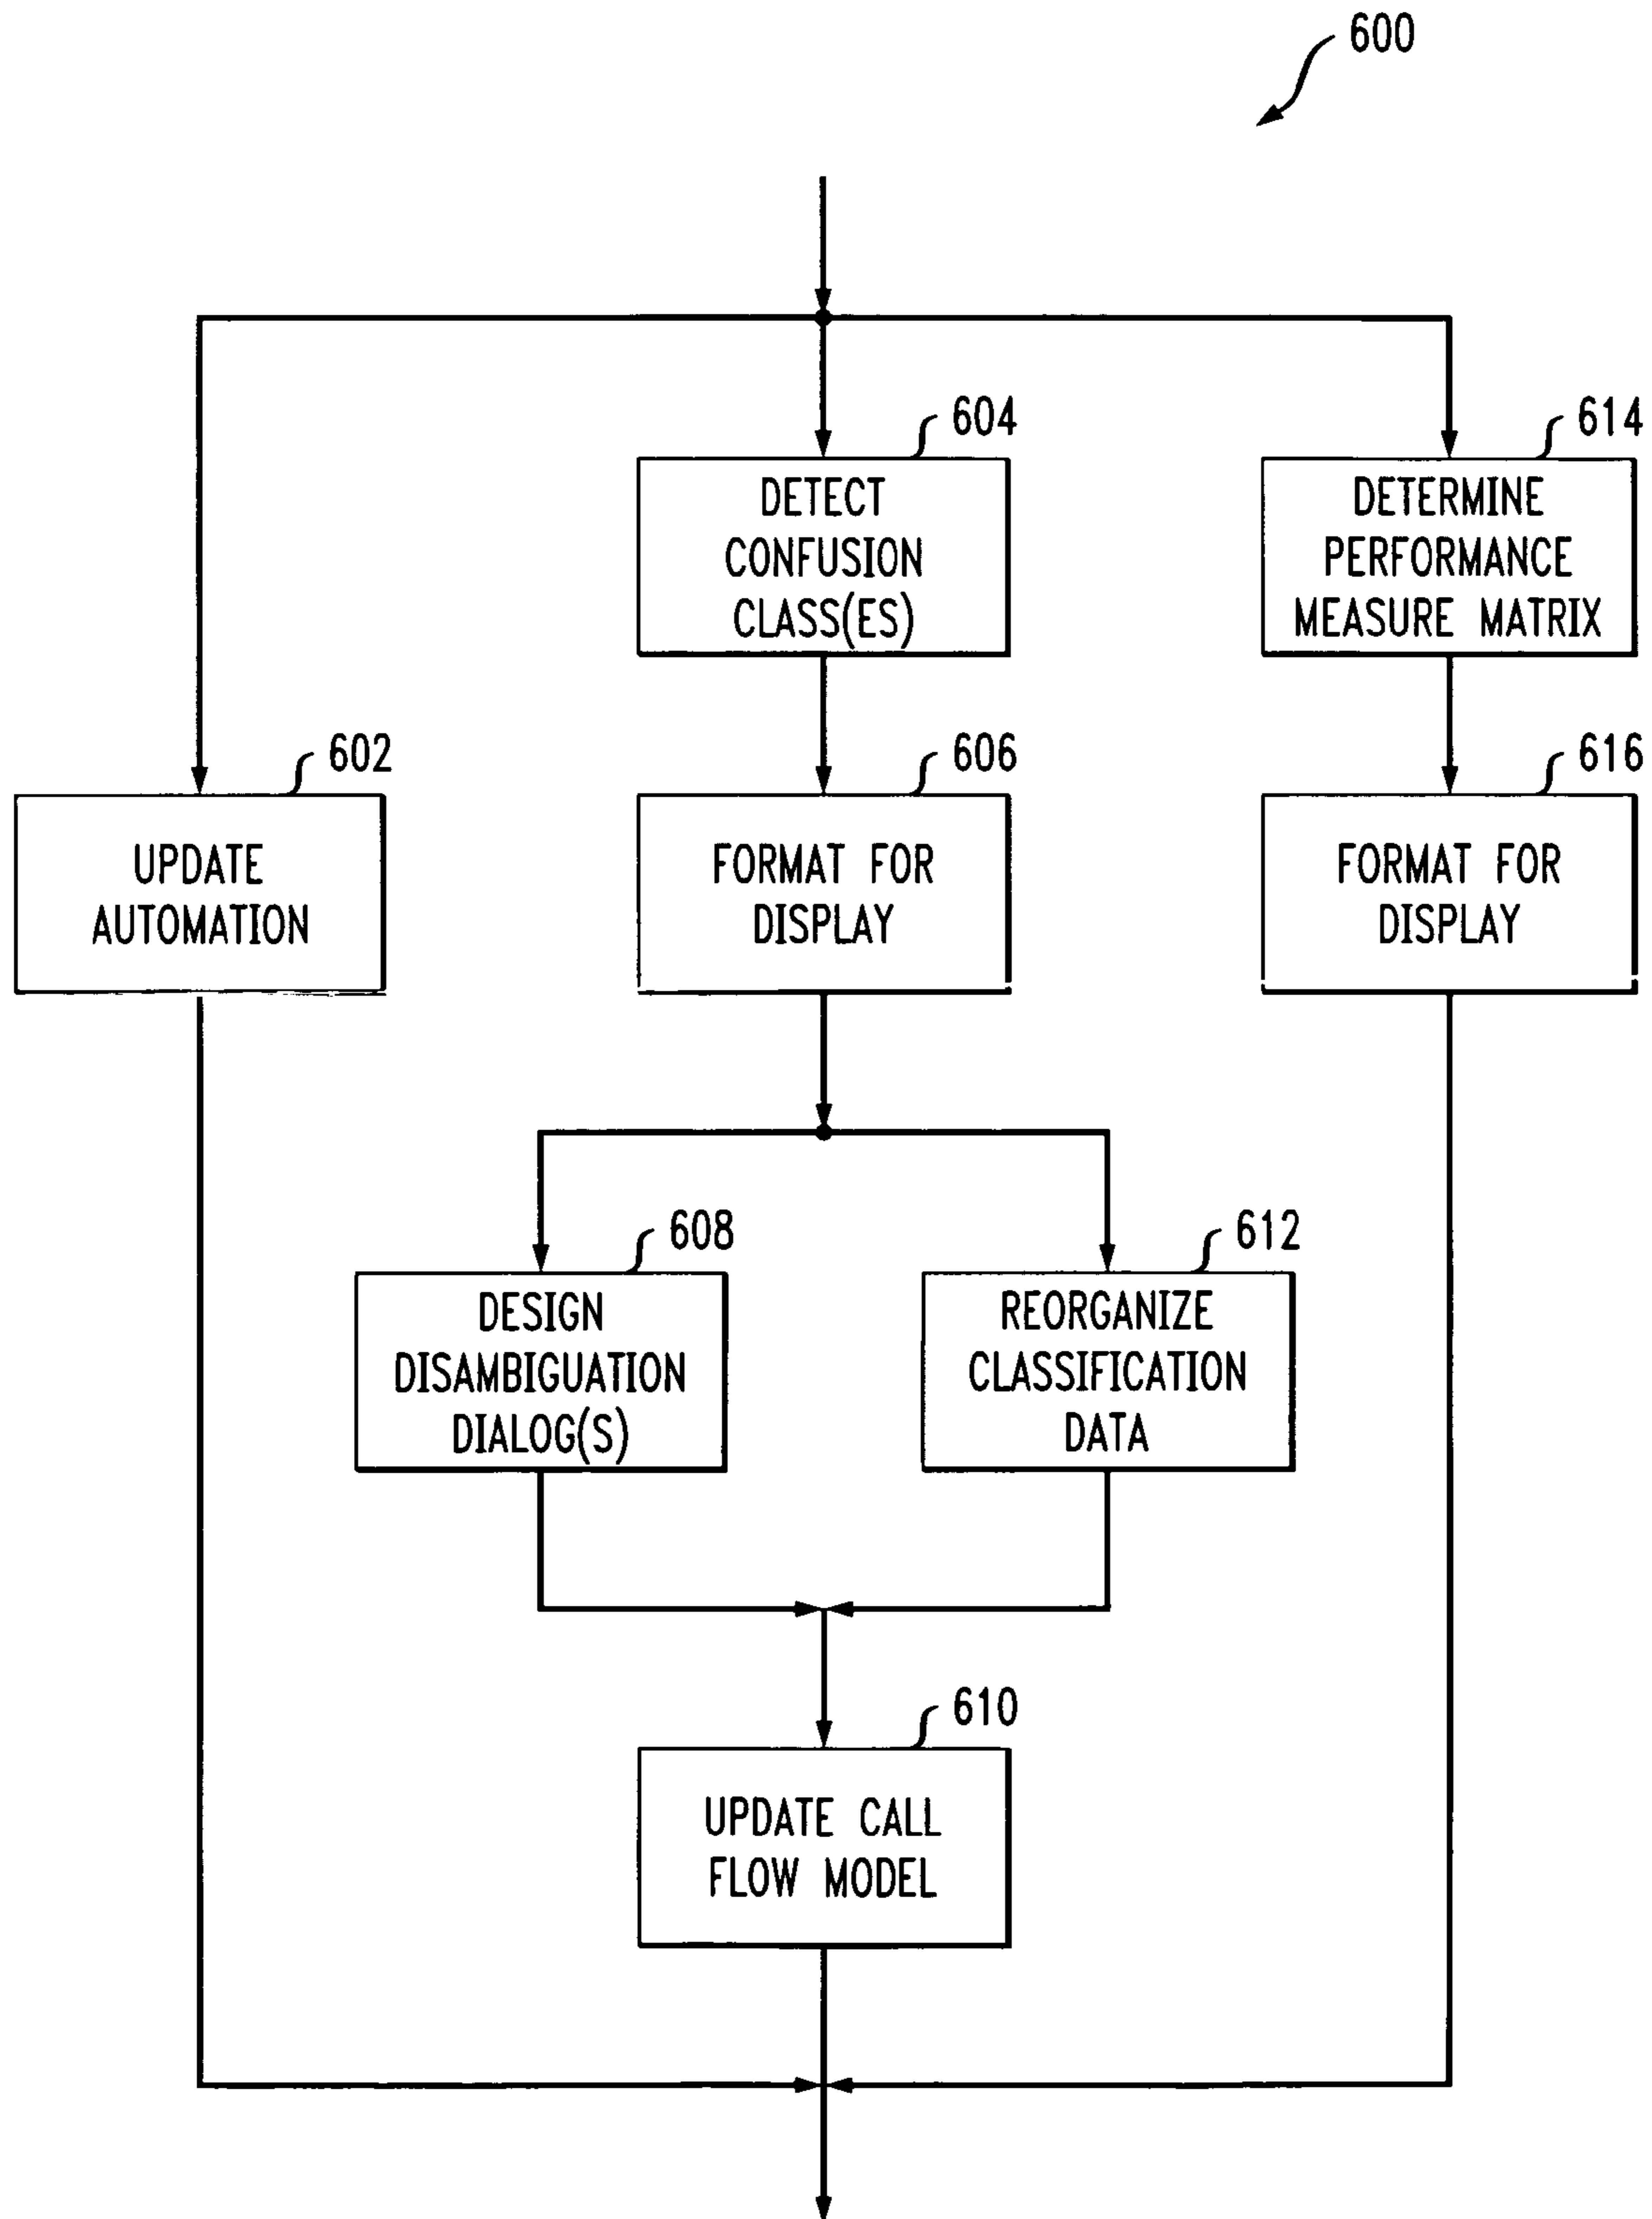 600
604
DETECT
CONFUSION
CLASS(ES)
614
DETERMINE
PERFORMANCE
MEASURE MATRIX
602
UPDATE
AUTOMATION
606
FORMAT FOR
DISPLAY
616
FORMAT FOR
DISPLAY
608
DESIGN
DISAMBIGUATION
DIALOG(S)
612
REORGANIZE
CLASSIFICATION
DATA
610
UPDATE CALL
FLOW MODEL